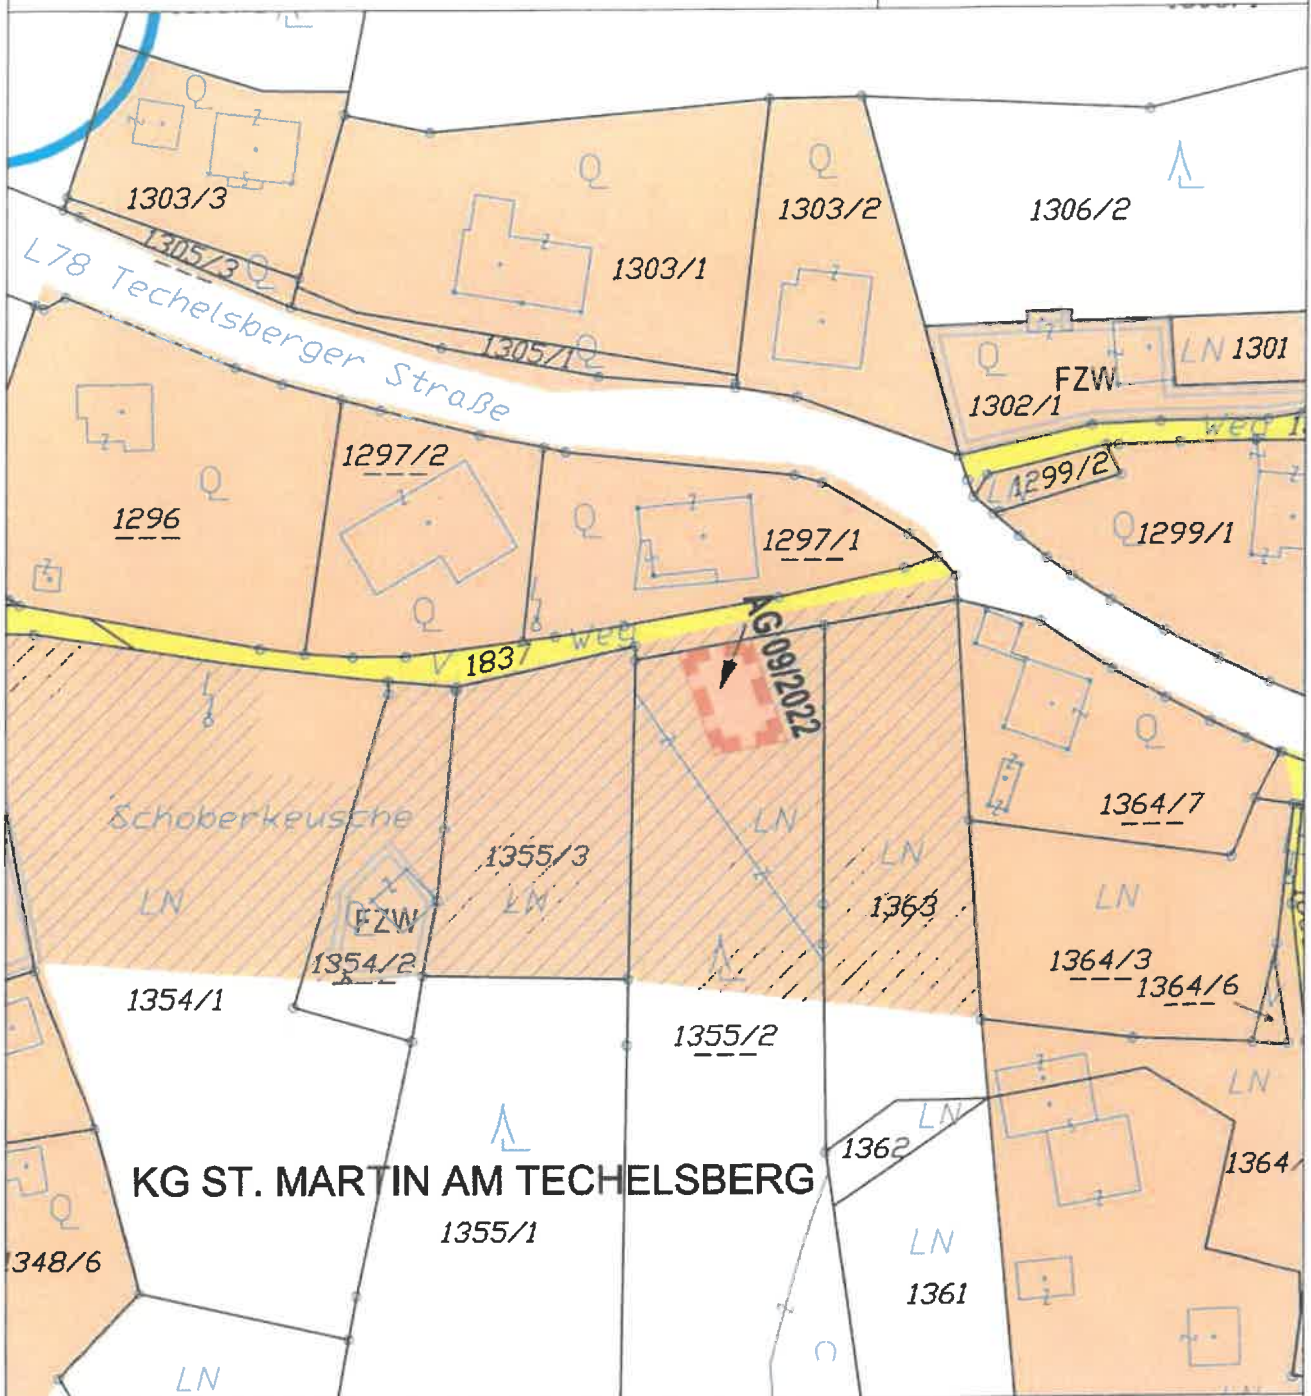 1303/3
1303/2
1306/2
1303/1
1305/3
L78 Techelsberger Straße
1305/1
LN 1301
FZW
1302/1
Weg
1297/2
1299/2
LN
1296
1297/1
1299/1
AG 09/2022
V 1837 Weg
Schoberkeusche
1355/3
LN
LN
1364/7
LN
LN
1363
LN
FZW
1354/2
1364/3
1364/6
1354/1
1355/2
LN
LN
1362
KG ST. MARTIN AM TECHELSBERG
1364/
1355/1
LN
1348/6
1361
LN